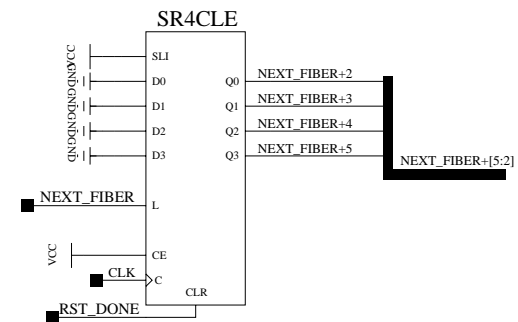 SR4CLE
VCC
SLI
GND
D0
Q0
NEXT_FIBER+2
GND
D1
Q1
NEXT_FIBER+3
GND
D2
Q2
NEXT_FIBER+4
GND
D3
Q3
NEXT_FIBER+5
NEXT_FIBER+[5:2]
NEXT_FIBER
L
VCC
CE
CLK
C
CLR
RST_DONE